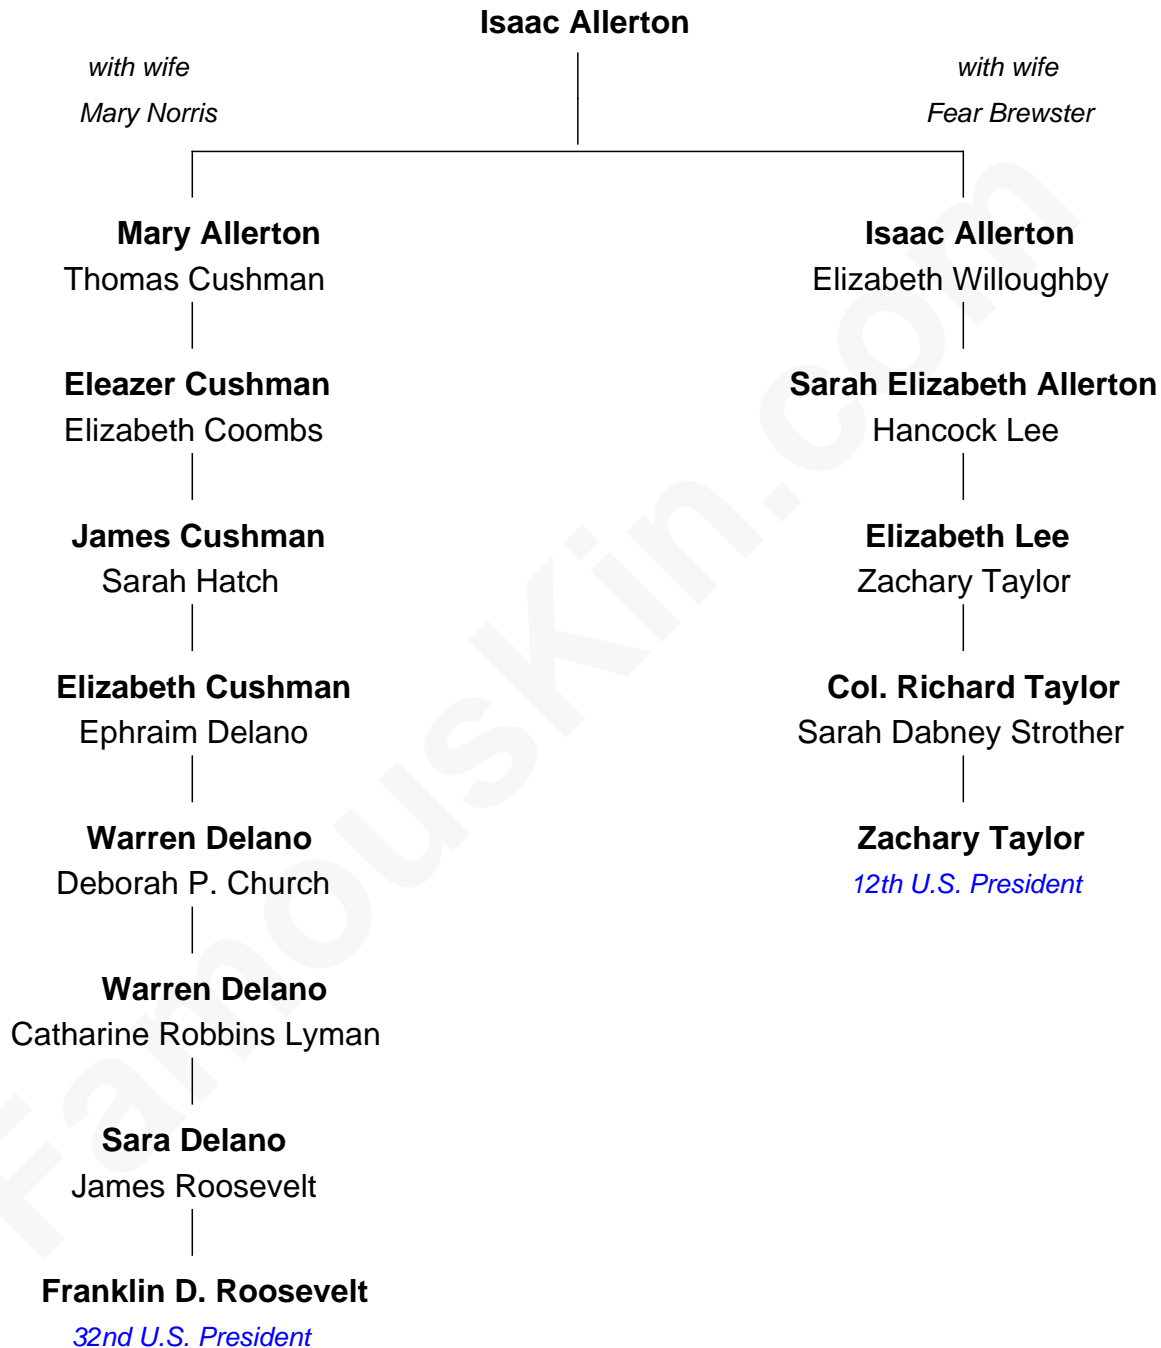 Isaac Allerton
with wife
Mary Norris
with wife
Fear Brewster
Mary Allerton
Thomas Cushman
Eleazer Cushman
Elizabeth Coombs
James Cushman
Sarah Hatch
Elizabeth Cushman
Ephraim Delano
Warren Delano
Deborah P. Church
Warren Delano
Catharine Robbins Lyman
Sara Delano
James Roosevelt
Franklin D. Roosevelt
32nd U.S. President
Isaac Allerton
Elizabeth Willoughby
Sarah Elizabeth Allerton
Hancock Lee
Elizabeth Lee
Zachary Taylor
Col. Richard Taylor
Sarah Dabney Strother
Zachary Taylor
12th U.S. President
FamousKin.com